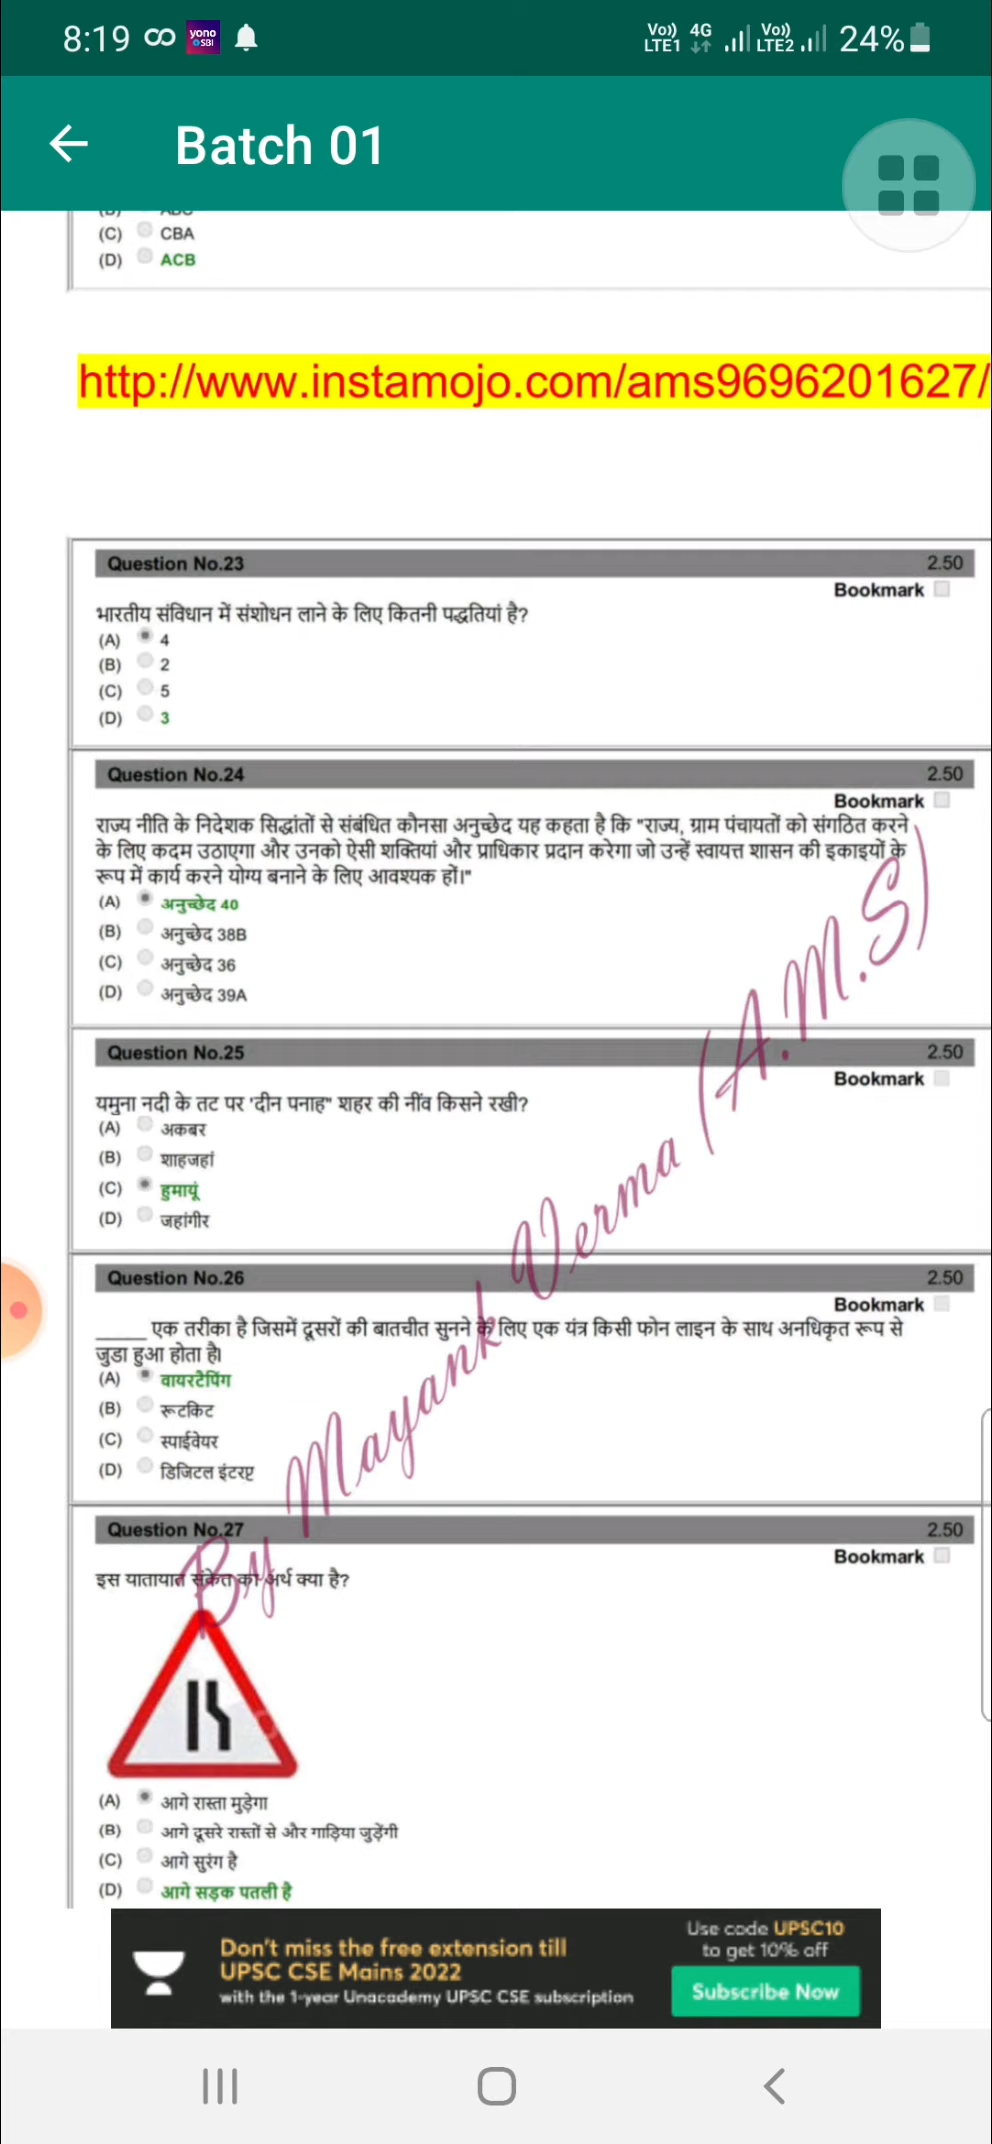 8:19 yono SBI Vo)) LTE1 4G Vo)) LTE2 24%
Batch 01
(C) CBA
(D) ACB
http://www.instamojo.com/ams9696201627/
Question No.23 2.50
Bookmark
भारतीय संविधान में संशोधन लाने के लिए कितनी पद्धतियां है?
(A) 4
(B) 2
(C) 5
(D) 3
Question No.24 2.50
Bookmark
राज्य नीति के निदेशक सिद्धांतों से संबंधित कौनसा अनुच्छेद यह कहता है कि "राज्य, ग्राम पंचायतों को संगठित करने
के लिए कदम उठाएगा और उनको ऐसी शक्तियां और प्राधिकार प्रदान करेगा जो उन्हें स्वायत्त शासन की इकाइयों के
रूप में कार्य करने योग्य बनाने के लिए आवश्यक हों।"
(A) अनुच्छेद 40
(B) अनुच्छेद 38B
(C) अनुच्छेद 36
(D) अनुच्छेद 39A
Question No.25 2.50
Bookmark
यमुना नदी के तट पर 'दीन पनाह" शहर की नींव किसने रखी?
(A) अकबर
(B) शाहजहां
(C) हुमायूं
(D) जहांगीर
Question No.26 2.50
Bookmark
_____ एक तरीका है जिसमें दूसरों की बातचीत सुनने के लिए एक यंत्र किसी फोन लाइन के साथ अनधिकृत रूप से
जुडा हुआ होता है।
(A) वायरटैपिंग
(B) रूटकिट
(C) स्पाईवेयर
(D) डिजिटल इंटरप्ट
Question No.27 2.50
Bookmark
इस यातायात संकेत का अर्थ क्या है?
(A) आगे रास्ता मुड़ेगा
(B) आगे दूसरे रास्तों से और गाड़िया जुड़ेंगी
(C) आगे सुरंग है
(D) आगे सड़क पतली है
By Mayank Verma (A.M.S)
Don't miss the free extension till
UPSC CSE Mains 2022
with the 1-year Unacademy UPSC CSE subscription
Use code UPSC10
to get 10% off
Subscribe Now